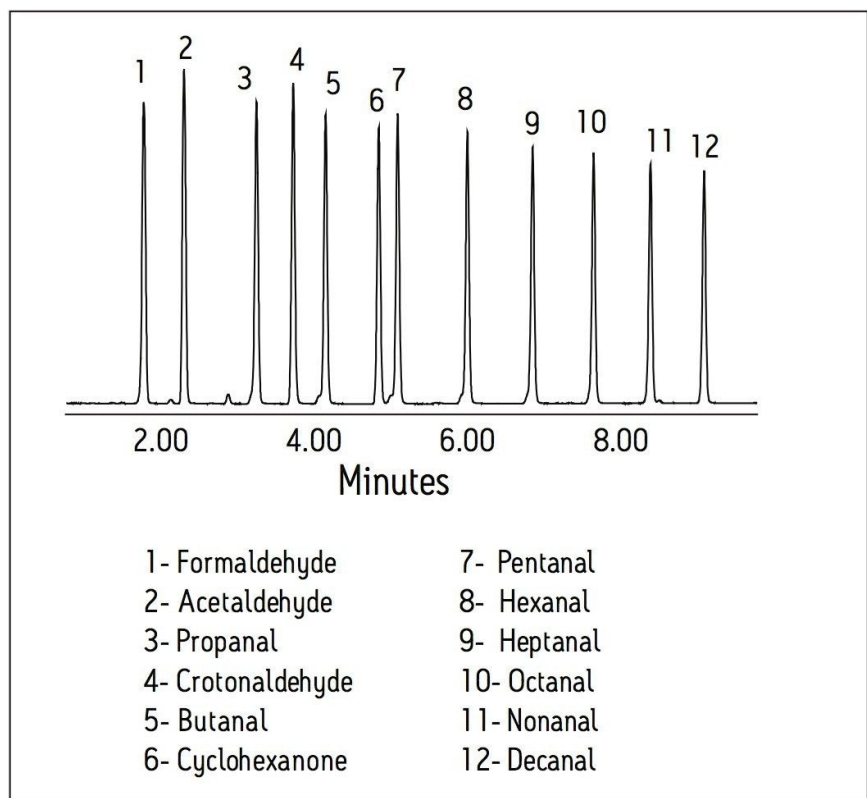 1 2 3 4 5 6 7 8 9 10 11 12
2.00 4.00 6.00 8.00
Minutes
1- Formaldehyde
2- Acetaldehyde
3- Propanal
4- Crotonaldehyde
5- Butanal
6- Cyclohexanone
7- Pentanal
8- Hexanal
9- Heptanal
10- Octanal
11- Nonanal
12- Decanal